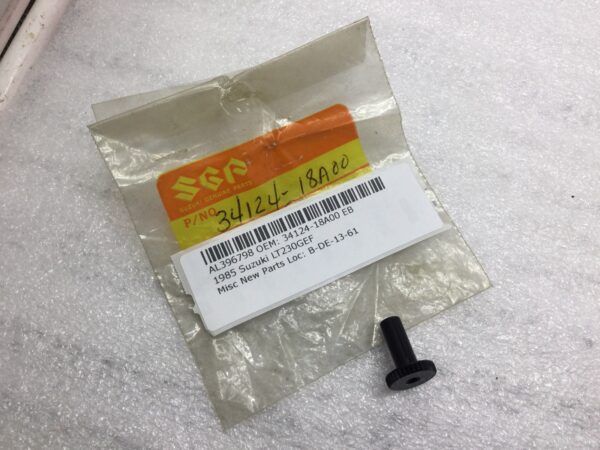 SGP
SUZUKI GENUINE PARTS
P/NO. 34124-18A00
AL396798 OEM: 34124-18A00 EB
1985 Suzuki LT230GEF
Misc New Parts Loc: B-DE-13-61